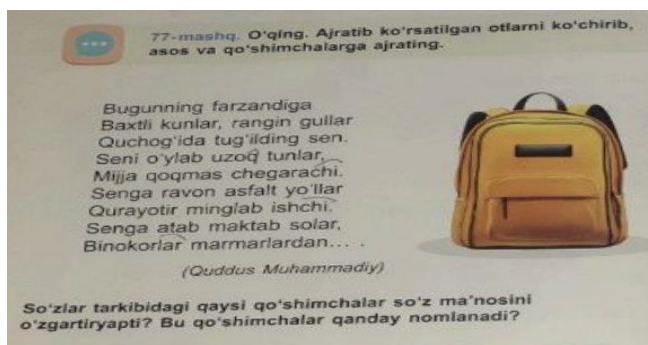 77-mashq. O'qing. Ajratib ko'rsatilgan otlarni ko'chirib,
asos va qo'shimchalarga ajrating.
Bugunning farzandiga
Baxtli kunlar, rangin gullar
Quchog'ida tug'ilding sen.
Seni o'ylab uzoq tunlar,
Mijja qoqmas chegarachi.
Senga ravon asfalt yo'llar
Qurayotir minglab ishchi.
Senga atab maktab solar,
Binokorlar marmarlardan... .
(Quddus Muhammadiy)
So'zlar tarkibidagi qaysi qo'shimchalar so'z ma'nosini
o'zgartiryapti? Bu qo'shimchalar qanday nomlanadi?